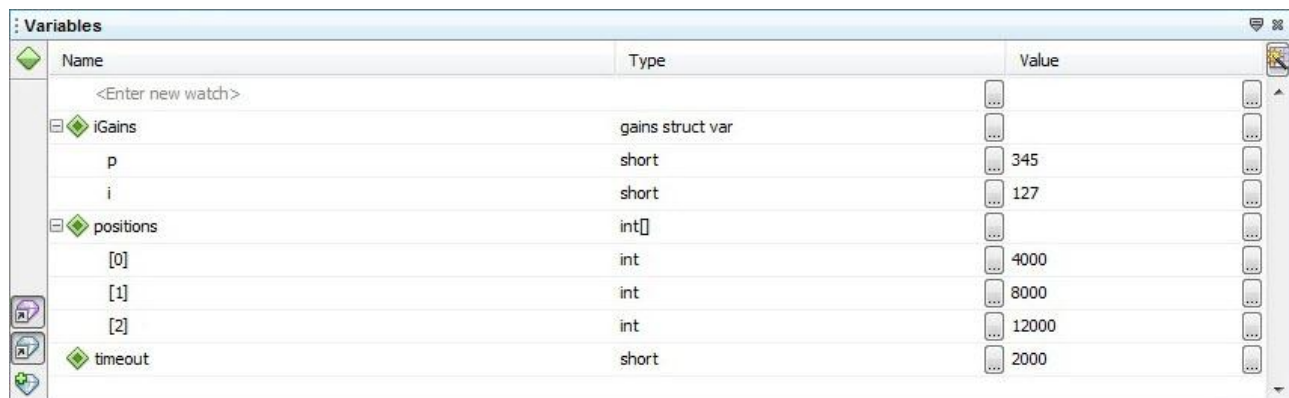 Variables
Name Type Value
<Enter new watch>
iGains gains struct var
p short 345
i short 127
positions int[]
[0] int 4000
[1] int 8000
[2] int 12000
timeout short 2000